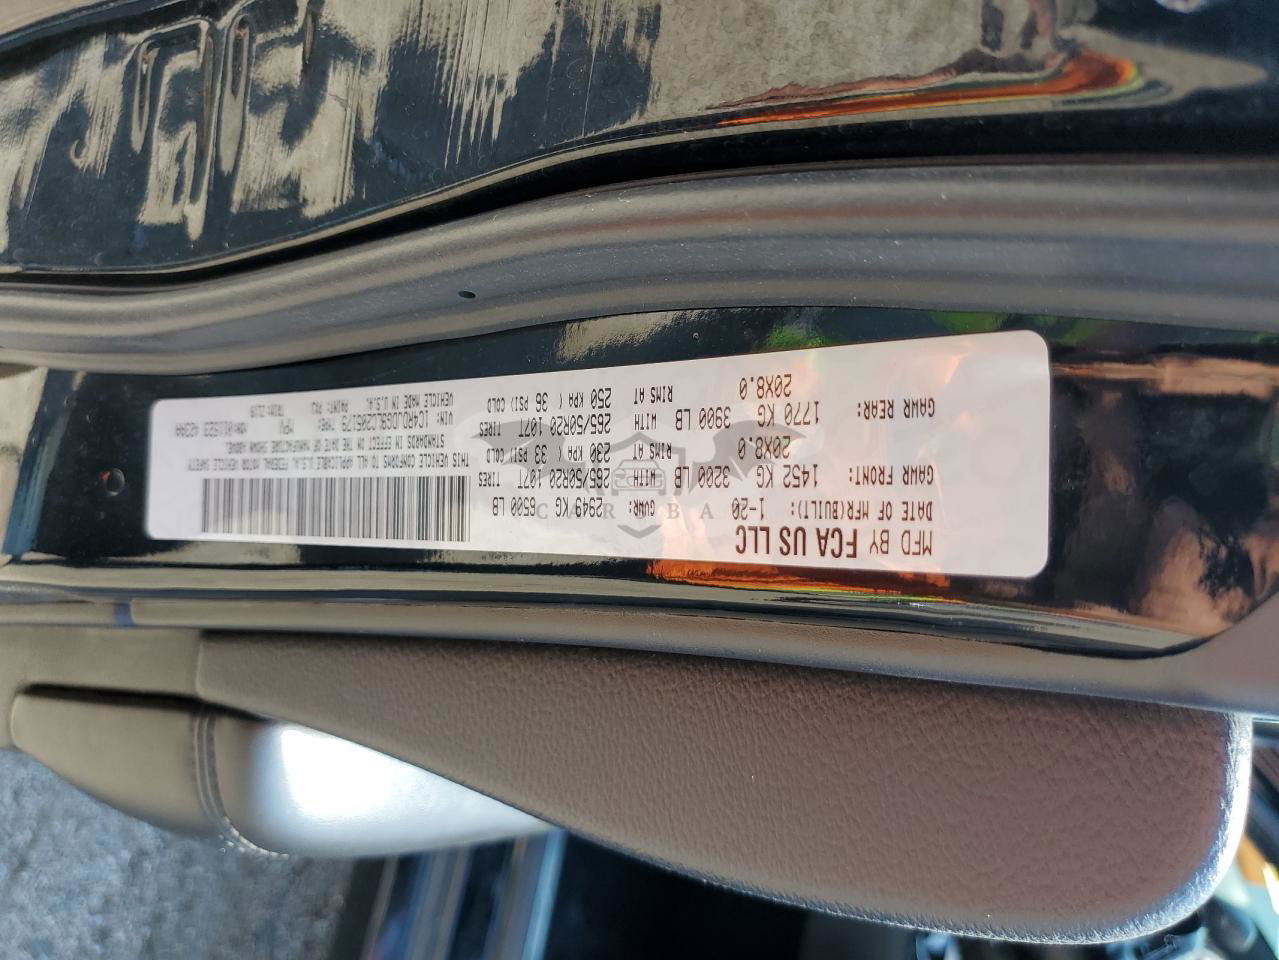 MFD BY FCA US LLC
DATE OF MFR(BUILT): 1-20
GVWR: 2949 KG 6500 LB
GAWR FRONT: 1452 KG 3200 LB WITH 265/50R20 107T TIRES
20X8.0 RIMS AT 230 KPA ( 33 PSI) COLD
GAWR REAR: 1770 KG 3900 LB WITH 265/50R20 107T TIRES
20X8.0 RIMS AT 250 KPA ( 36 PSI) COLD
THIS VEHICLE CONFORMS TO ALL APPLICABLE U.S.A. FEDERAL MOTOR VEHICLE SAFETY
STANDARDS IN EFFECT ON THE DATE OF MANUFACTURE SHOWN ABOVE.
VIN: TYPE: MPV
VEHICLE MADE IN U.S.A. PAINT: PXJ